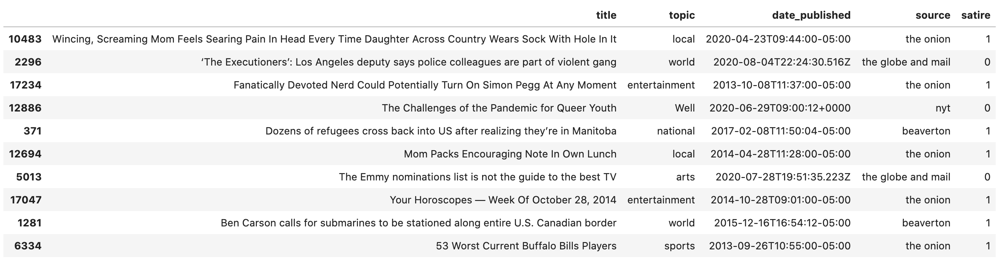 title topic date_published source satire
10483 Wincing, Screaming Mom Feels Searing Pain In Head Every Time Daughter Across Country Wears Sock With Hole In It local 2020-04-23T09:44:00-05:00 the onion 1
2296 ‘The Executioners’: Los Angeles deputy says police colleagues are part of violent gang world 2020-08-04T22:24:30.516Z the globe and mail 0
17234 Fanatically Devoted Nerd Could Potentially Turn On Simon Pegg At Any Moment entertainment 2013-10-08T11:37:00-05:00 the onion 1
12886 The Challenges of the Pandemic for Queer Youth Well 2020-06-29T09:00:12+0000 nyt 0
371 Dozens of refugees cross back into US after realizing they’re in Manitoba national 2017-02-08T11:50:04-05:00 beaverton 1
12694 Mom Packs Encouraging Note In Own Lunch local 2014-04-28T11:28:00-05:00 the onion 1
5013 The Emmy nominations list is not the guide to the best TV arts 2020-07-28T19:51:35.223Z the globe and mail 0
17047 Your Horoscopes — Week Of October 28, 2014 entertainment 2014-10-28T09:01:00-05:00 the onion 1
1281 Ben Carson calls for submarines to be stationed along entire U.S. Canadian border world 2015-12-16T16:54:12-05:00 beaverton 1
6334 53 Worst Current Buffalo Bills Players sports 2013-09-26T10:55:00-05:00 the onion 1